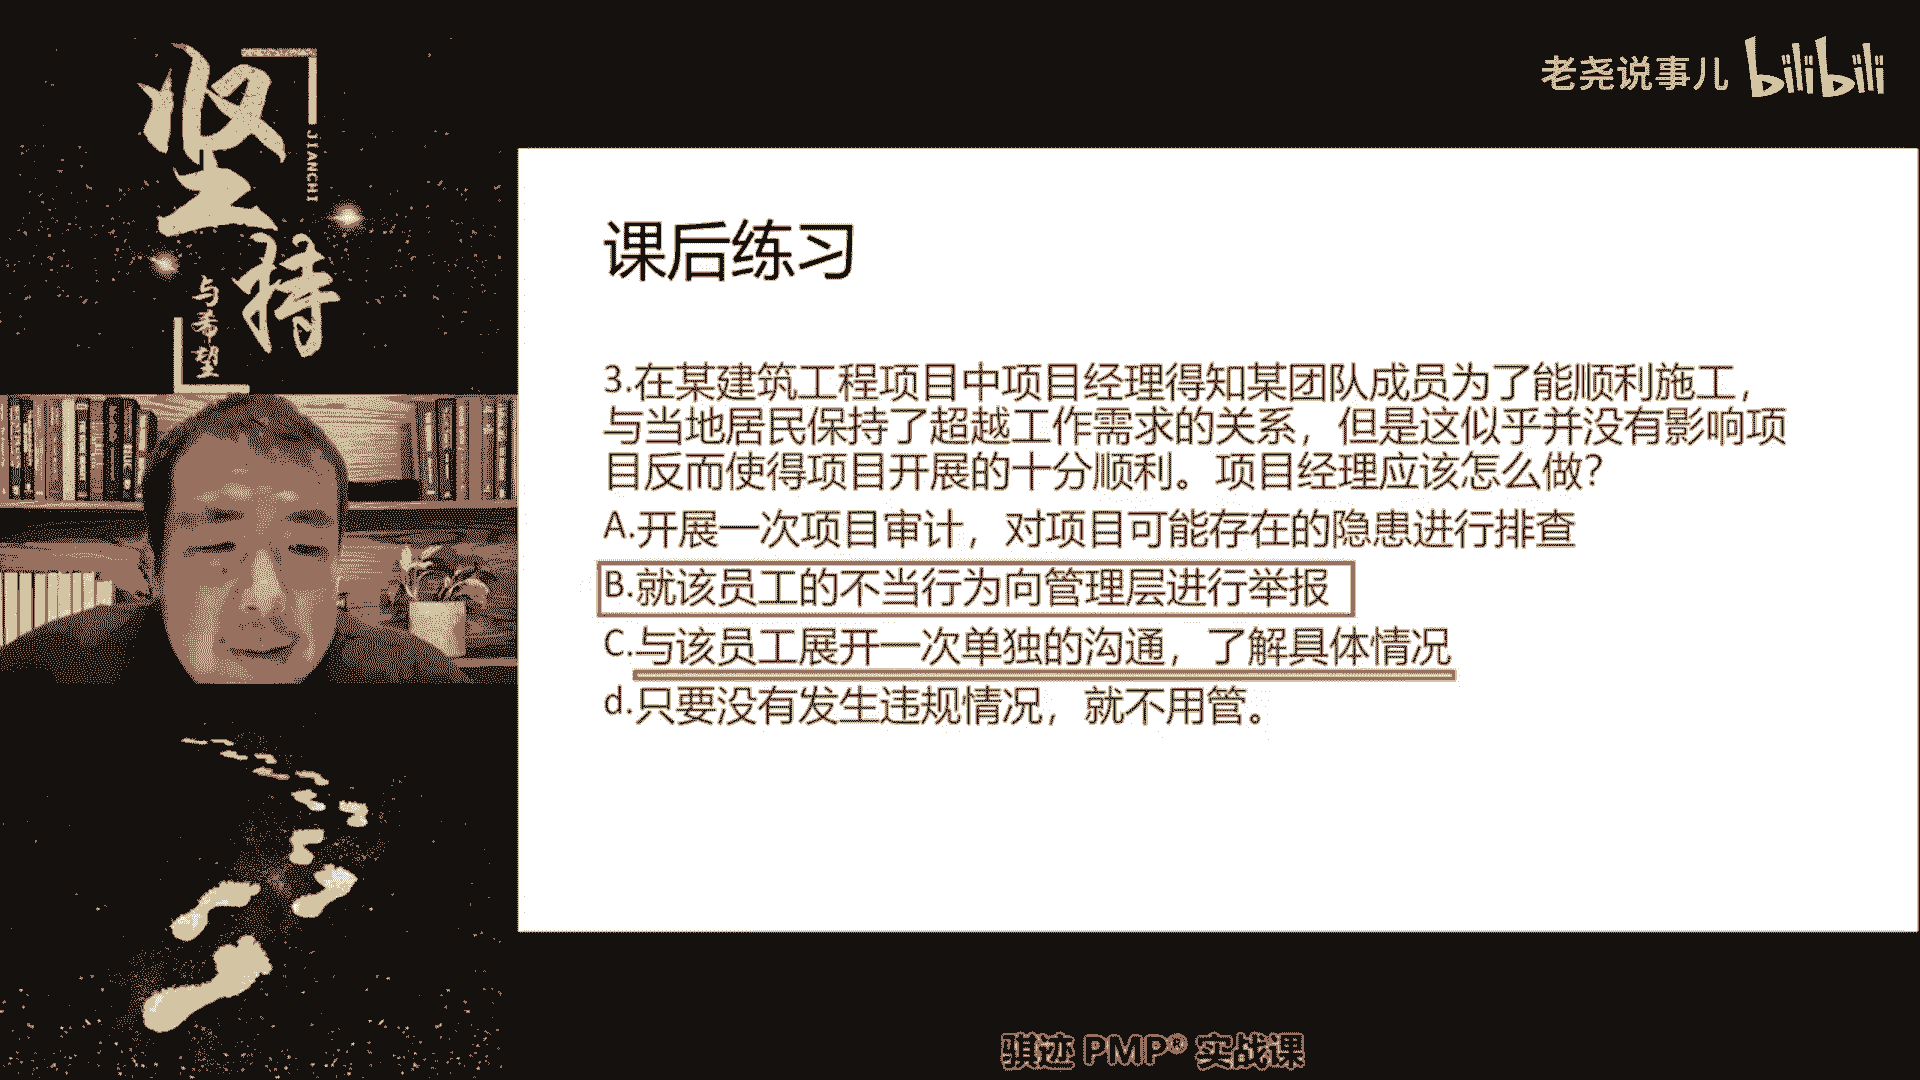 坚持
JIANCHI
与希望
老尧说事儿 bilibili
课后练习
3.在某建筑工程项目中项目经理得知某团队成员为了能顺利施工，
与当地居民保持了超越工作需求的关系，但是这似乎并没有影响项
目反而使得项目开展的十分顺利。项目经理应该怎么做？
A.开展一次项目审计，对项目可能存在的隐患进行排查
B.就该员工的不当行为向管理层进行举报
C.与该员工展开一次单独的沟通，了解具体情况
d.只要没有发生违规情况，就不用管。
骐迹 PMP® 实战课